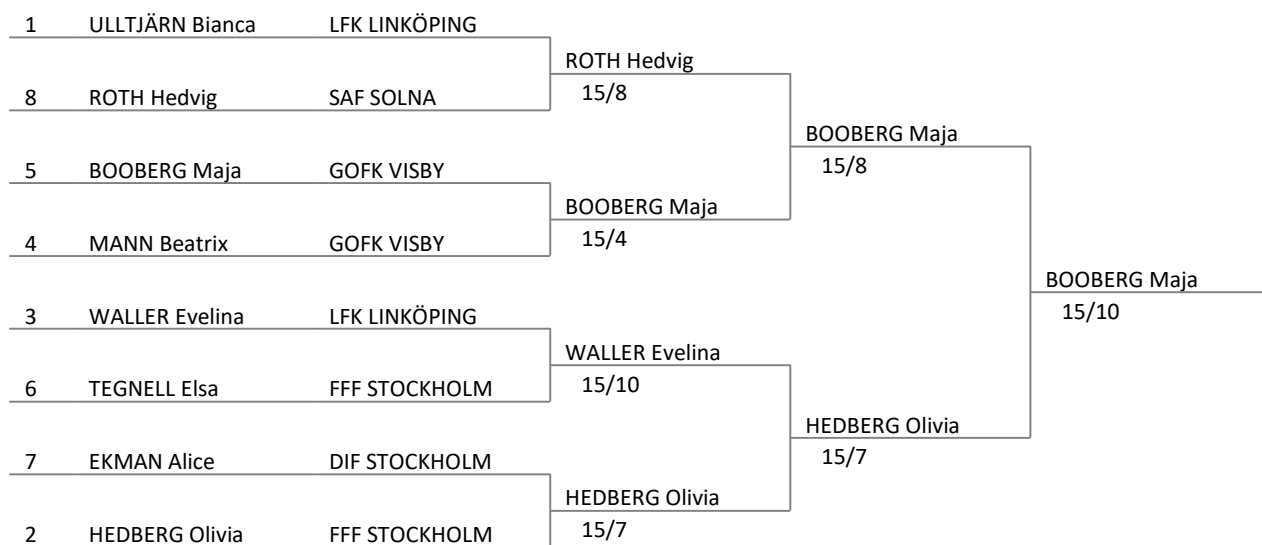 1 ULLTJÄRN Bianca LFK LINKÖPING
ROTH Hedvig
15/8
8 ROTH Hedvig SAF SOLNA
BOOBERG Maja
15/8
5 BOOBERG Maja GOFK VISBY
BOOBERG Maja
15/4
4 MANN Beatrix GOFK VISBY
BOOBERG Maja
15/10
3 WALLER Evelina LFK LINKÖPING
WALLER Evelina
15/10
6 TEGNELL Elsa FFF STOCKHOLM
HEDBERG Olivia
15/7
7 EKMAN Alice DIF STOCKHOLM
HEDBERG Olivia
15/7
2 HEDBERG Olivia FFF STOCKHOLM